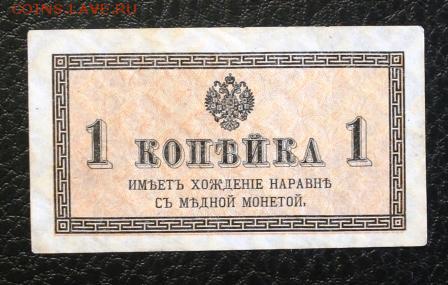 COINS.LAVE.RU
1 КОПѢЙКА 1
ИМѢЕТЪ ХОЖДЕНІЕ НАРАВНѢ
СЪ МѢДНОЙ МОНЕТОЙ.